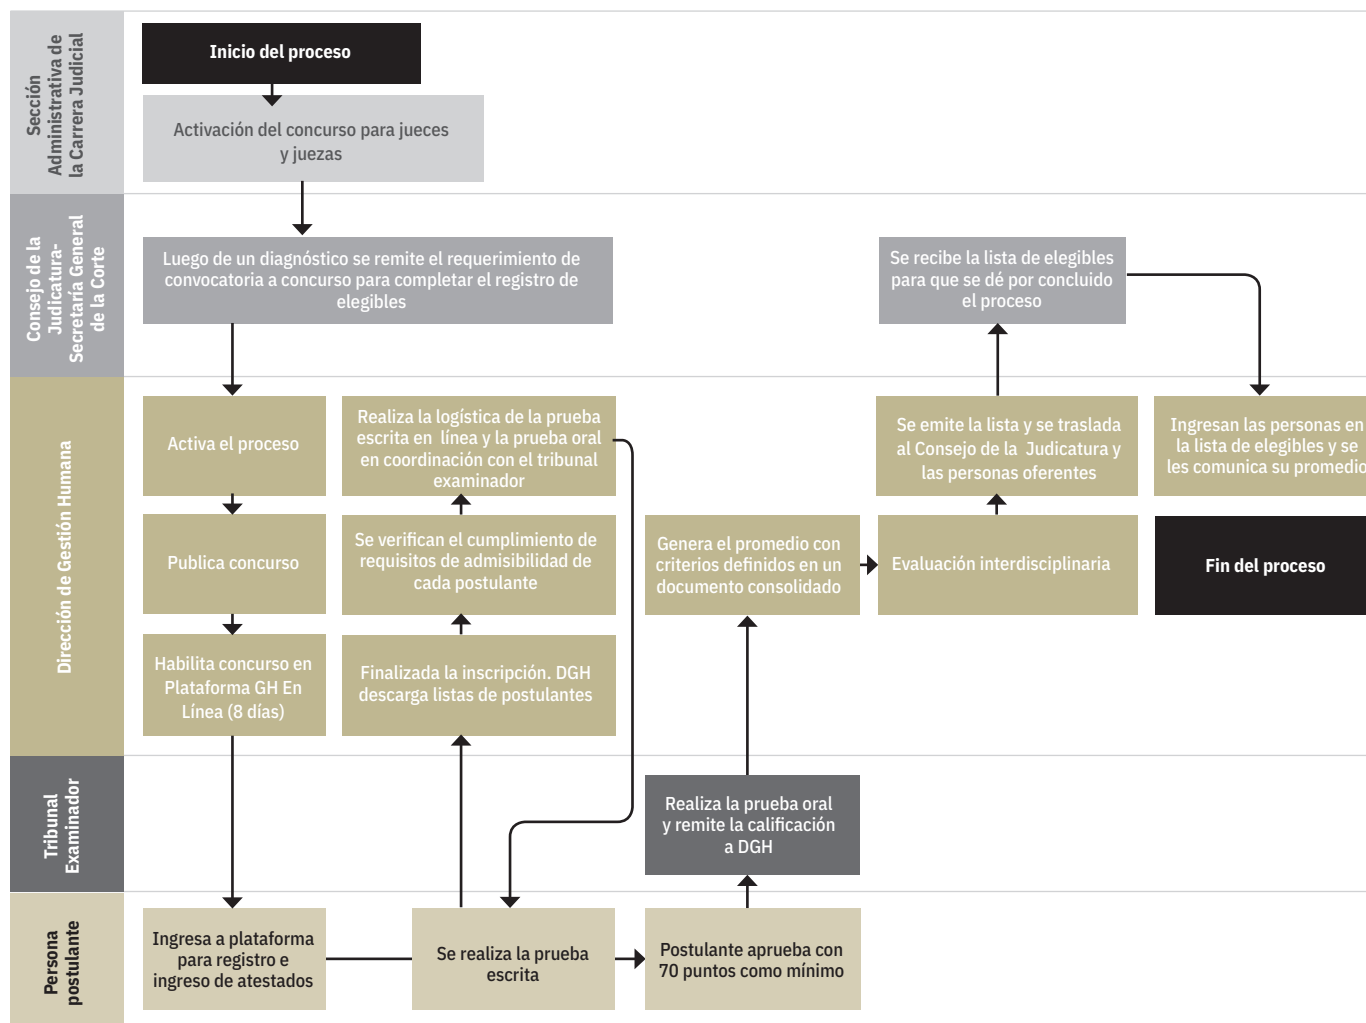 Sección
Administrativa de
la Carrera Judicial
Inicio del proceso
Activación del concurso para jueces
y juezas
Consejo de la
Judicatura-
Secretaría General
de la Corte
Luego de un diagnóstico se remite el requerimiento de
convocatoria a concurso para completar el registro de
elegibles
Se recibe la lista de elegibles
para que se dé por concluido
el proceso
Dirección de Gestión Humana
Activa el proceso
Publica concurso
Habilita concurso en
Plataforma GH En
Línea (8 días)
Realiza la logística de la prueba
escrita en línea y la prueba oral
en coordinación con el tribunal
examinador
Se verifican el cumplimiento de
requisitos de admisibilidad de
cada postulante
Finalizada la inscripción. DGH
descarga listas de postulantes
Genera el promedio con
criterios definidos en un
documento consolidado
Evaluación interdisciplinaria
Se emite la lista y se traslada
al Consejo de la Judicatura y
las personas oferentes
Ingresan las personas en
la lista de elegibles y se
les comunica su promedio
Fin del proceso
Tribunal
Examinador
Realiza la prueba oral
y remite la calificación
a DGH
Persona
postulante
Ingresa a plataforma
para registro e
ingreso de atestados
Se realiza la prueba
escrita
Postulante aprueba con
70 puntos como mínimo